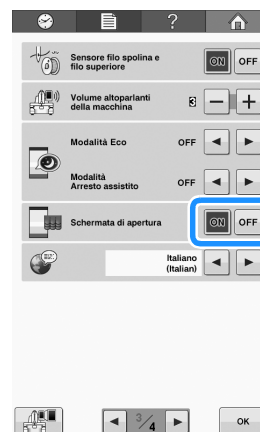 ?
Sensore filo spolina e
filo superiore
ON OFF
Volume altoparlanti
della macchina
3
Modalità Eco
OFF
Modalità
Arresto assistito
OFF
Schermata di apertura
ON OFF
Italiano
(Italian)
3/4
OK